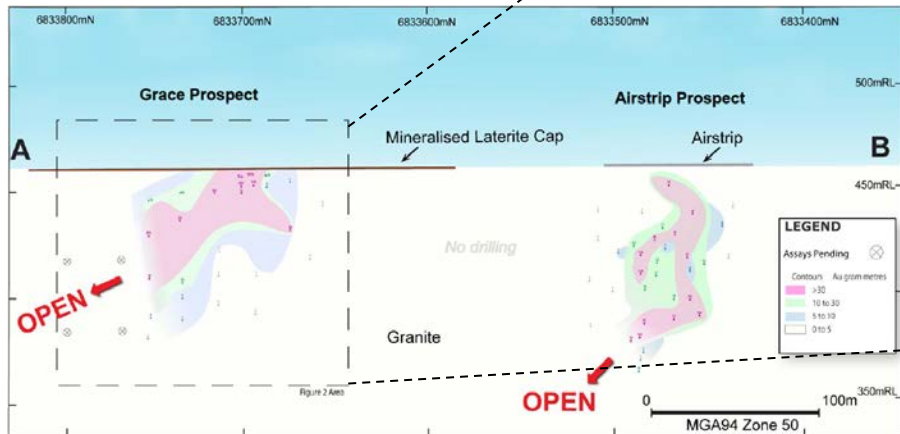 6833800mN 6833700mN 6833600mN 6833500mN 6833400mN
500mRL
Grace Prospect
Airstrip Prospect
Mineralised Laterite Cap
Airstrip
A
B
450mRL
No drilling
LEGEND
Assays Pending
Contours Au gram metres
>30
10 to 30
5 to 10
0 to 5
OPEN
Granite
Figure 2 Area
OPEN
350mRL
0 100m
MGA94 Zone 50